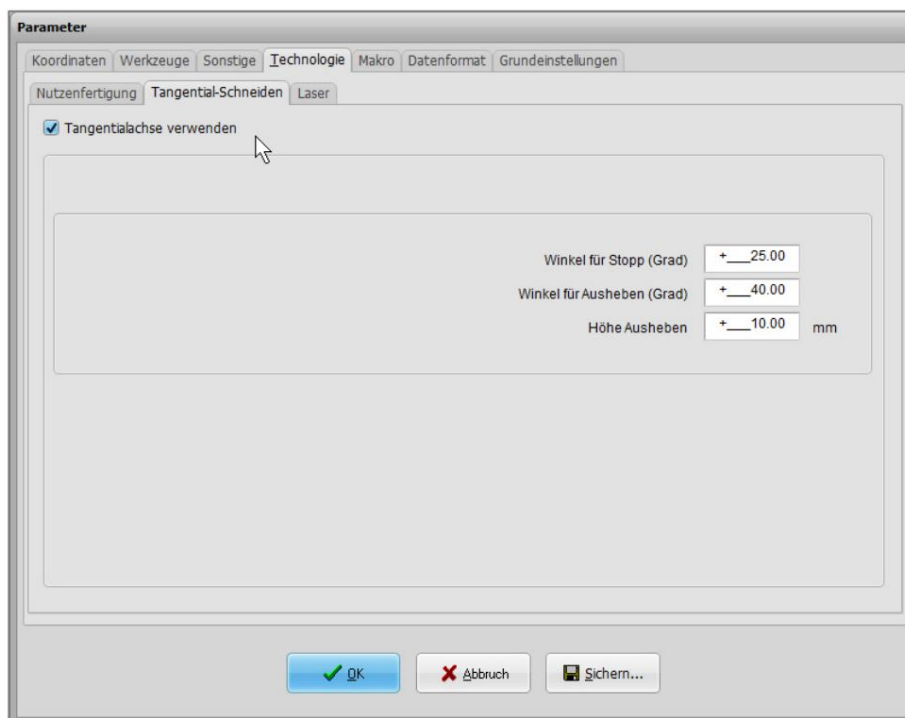 Parameter
Koordinaten Werkzeuge Sonstige Technologie Makro Datenformat Grundeinstellungen
Nutzenfertigung Tangential-Schneiden Laser
Tangentialachse verwenden
Winkel für Stopp (Grad) +___25.00
Winkel für Ausheben (Grad) +___40.00
Höhe Ausheben +___10.00 mm
OK Abbruch Sichern...